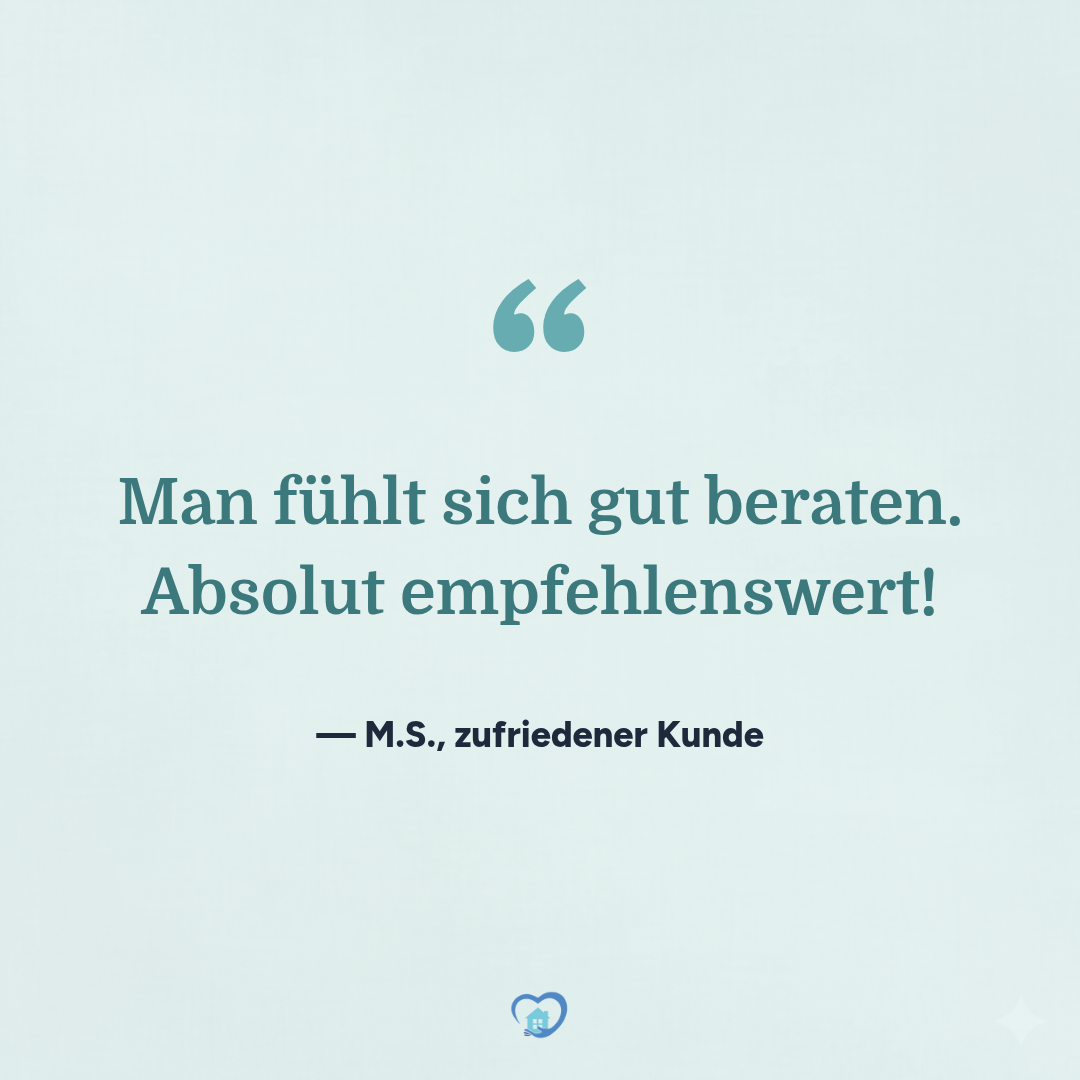 “
Man fühlt sich gut beraten.
Absolut empfehlenswert!
— M.S., zufriedener Kunde